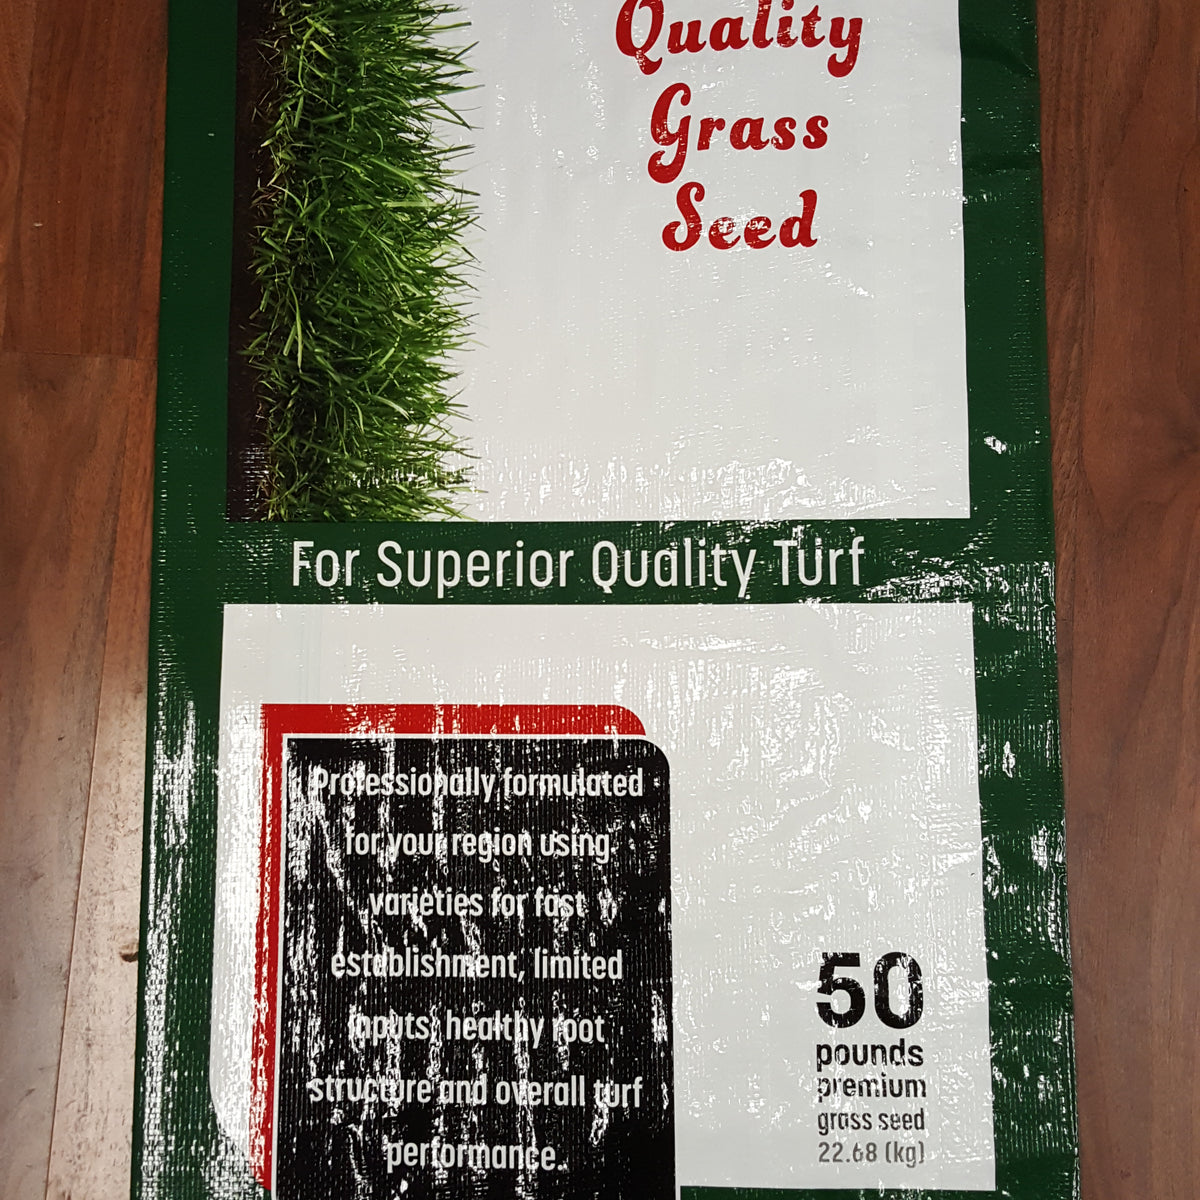 Quality
Grass
Seed
For Superior Quality Turf
Professionally formulated
for your region using
varieties for fast
establishment, limited
inputs, healthy root
structure and overall turf
performance.
50
pounds
premium
grass seed
22.68 (kg)